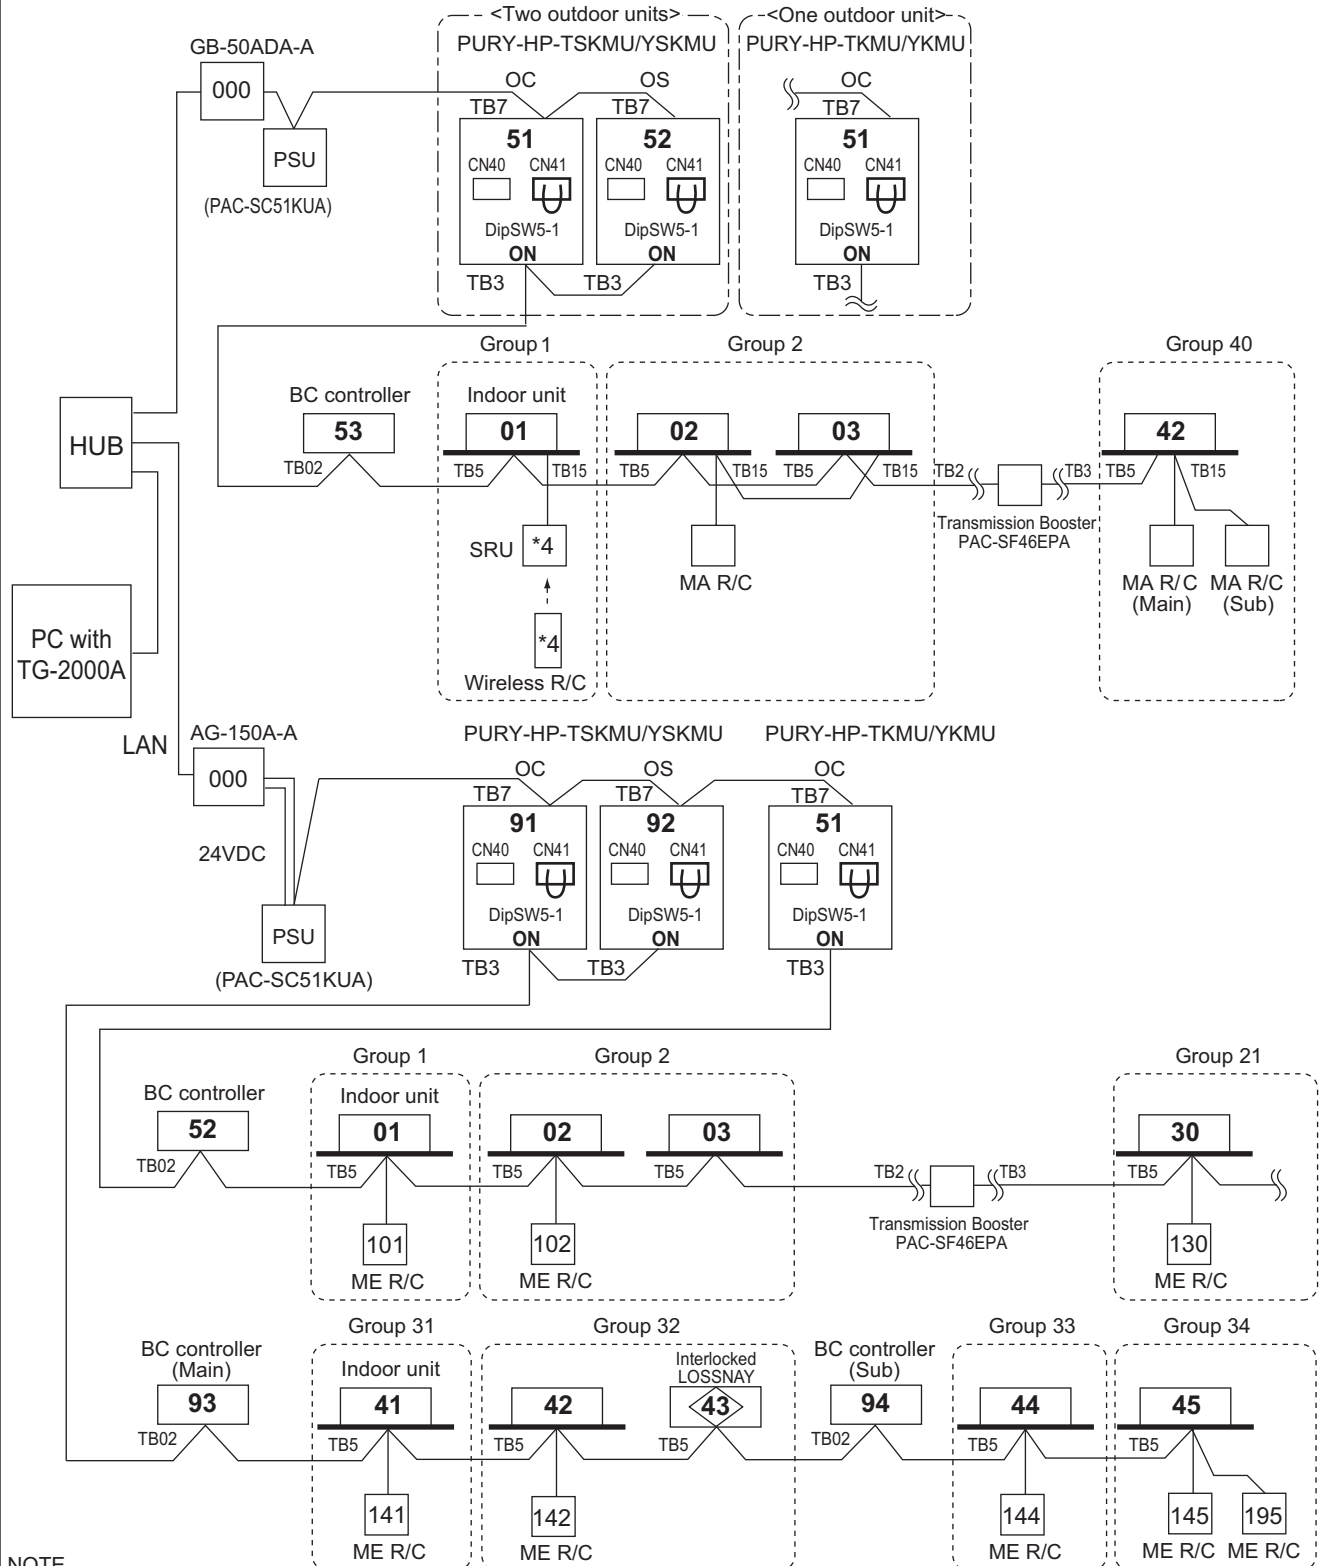 <Two outdoor units>
<One outdoor unit>
GB-50ADA-A
PURY-HP-TSKMU/YSKMU
PURY-HP-TKMU/YKMU
000
PSU
(PAC-SC51KUA)
OC
OS
OC
TB7
TB7
TB7
51
52
51
CN40
CN41
CN40
CN41
CN40
CN41
DipSW5-1
DipSW5-1
DipSW5-1
ON
ON
ON
TB3
TB3
TB3
Group 1
Group 2
Group 40
BC controller
Indoor unit
53
01
02
03
42
TB02
TB5
TB15
TB5
TB15
TB5
TB15
TB2
TB3
TB5
TB15
HUB
Transmission Booster
PAC-SF46EPA
SRU
*4
MA R/C
MA R/C
(Main)
MA R/C
(Sub)
*4
Wireless R/C
PC with
TG-2000A
LAN
AG-150A-A
PURY-HP-TSKMU/YSKMU
PURY-HP-TKMU/YKMU
000
OC
OS
OC
TB7
TB7
TB7
91
92
51
24VDC
CN40
CN41
CN40
CN41
CN40
CN41
DipSW5-1
DipSW5-1
DipSW5-1
ON
ON
ON
PSU
(PAC-SC51KUA)
TB3
TB3
TB3
Group 1
Group 2
Group 21
BC controller
Indoor unit
52
01
02
03
30
TB02
TB5
TB5
TB5
TB2
TB3
TB5
Transmission Booster
PAC-SF46EPA
101
102
130
ME R/C
ME R/C
ME R/C
Group 31
Group 32
Group 33
Group 34
BC controller
(Main)
Indoor unit
Interlocked
LOSSNAY
BC controller
(Sub)
93
41
42
43
94
44
45
TB02
TB5
TB5
TB5
TB02
TB5
TB5
141
142
144
145
195
ME R/C
ME R/C
ME R/C
ME R/C
ME R/C
NOTE